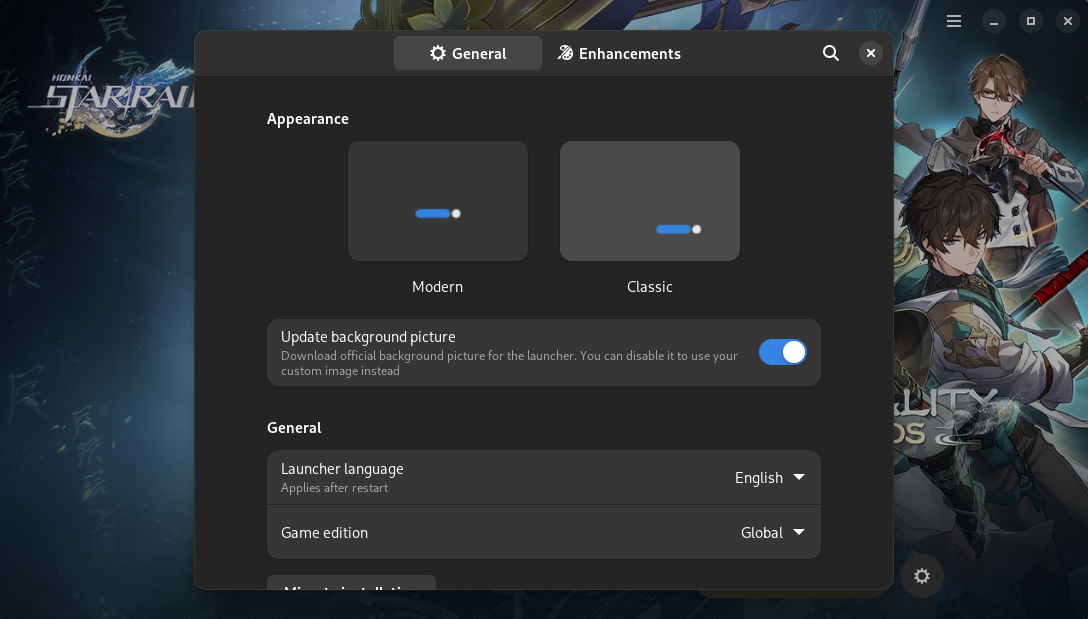 General
Enhancements
HONKAI
STAR RAIL
Appearance
Modern
Classic
Update background picture
Download official background picture for the launcher. You can disable it to use your
custom image instead
General
Launcher language
Applies after restart
English
Game edition
Global